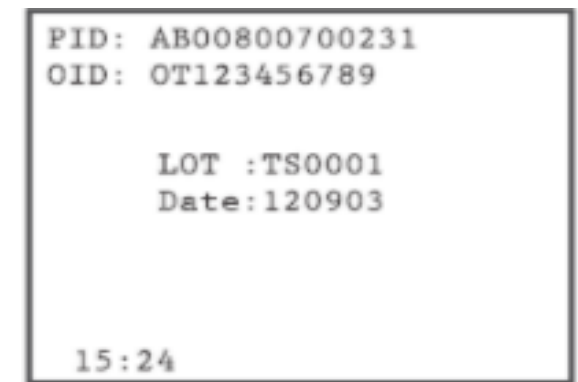 PID: AB00800700231
OID: OT123456789
LOT :TS0001
Date:120903
15:24